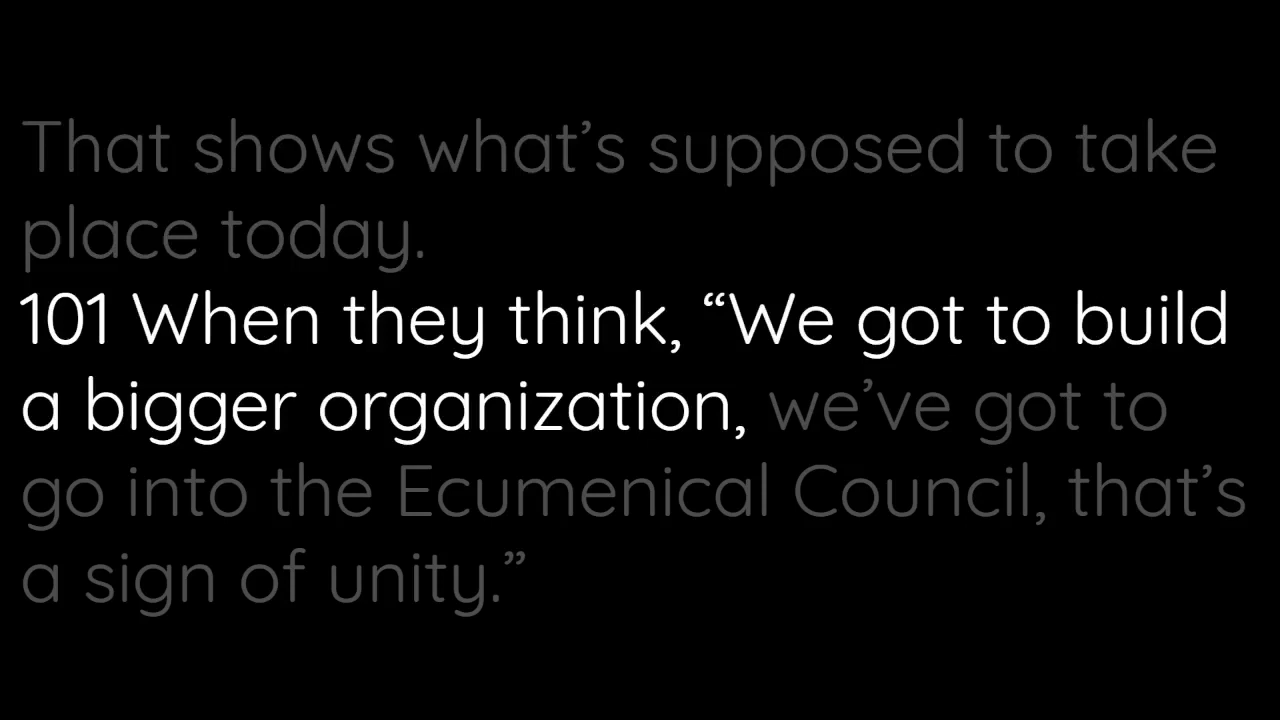 That shows what’s supposed to take
place today.
101 When they think, “We got to build
a bigger organization, we’ve got to
go into the Ecumenical Council, that’s
a sign of unity.”